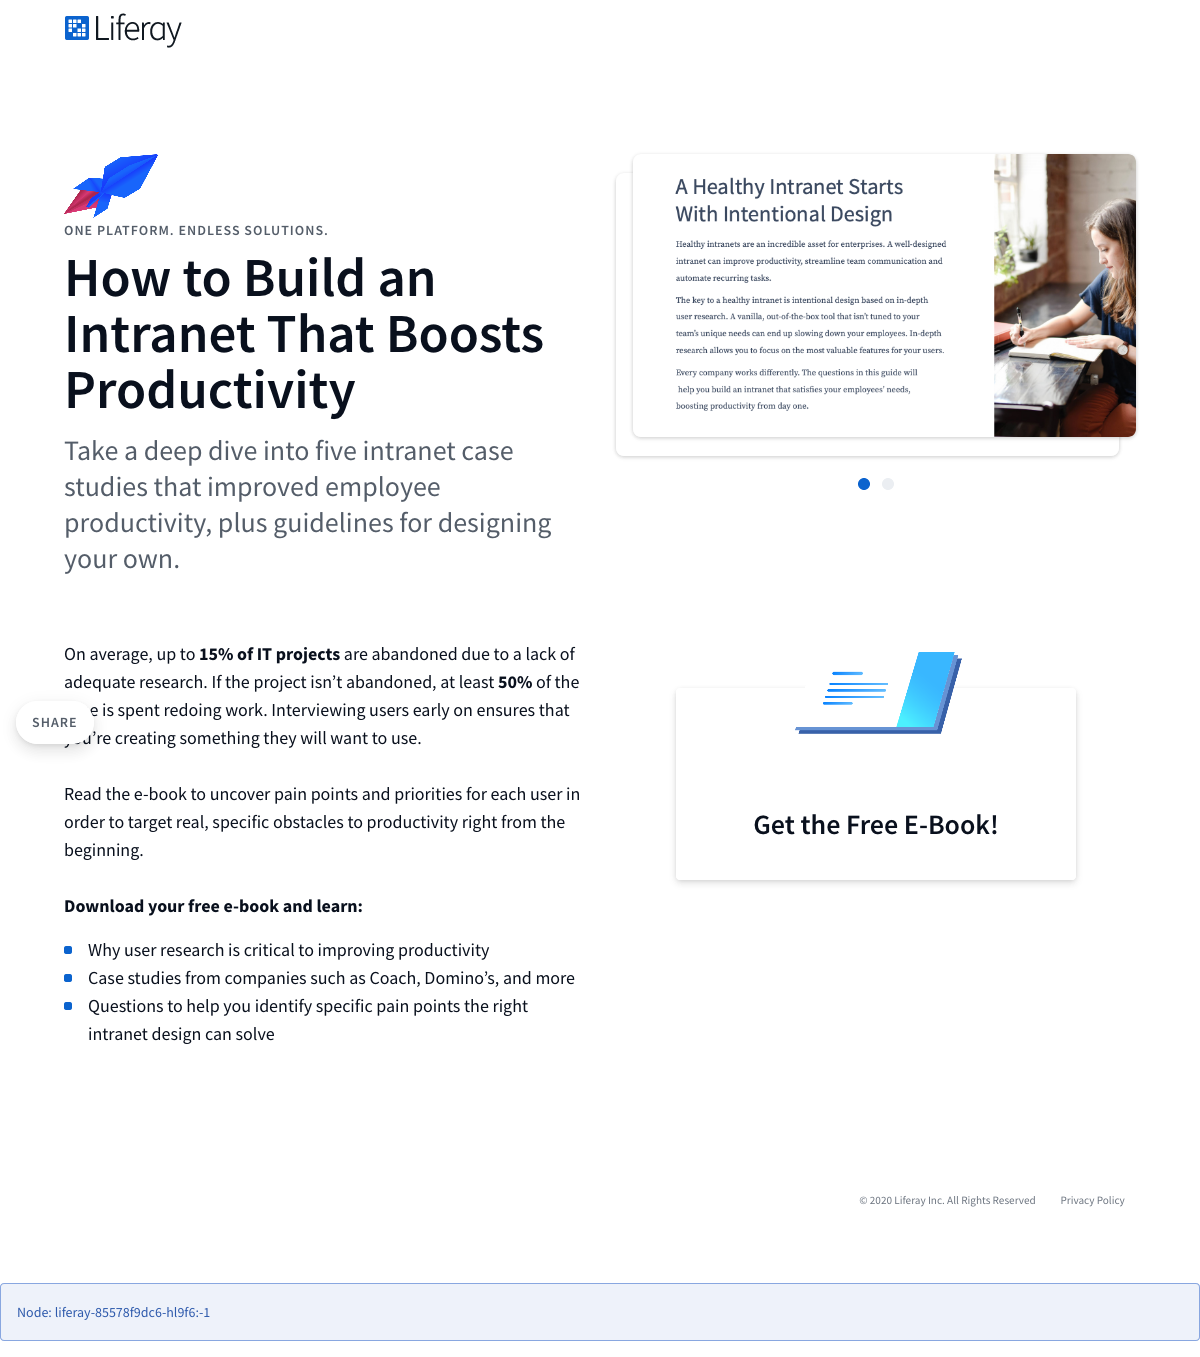 Liferay
ONE PLATFORM. ENDLESS SOLUTIONS.
How to Build an
Intranet That Boosts
Productivity
Take a deep dive into five intranet case
studies that improved employee
productivity, plus guidelines for designing
your own.
A Healthy Intranet Starts
With Intentional Design
Healthy intranets are an incredible asset for enterprises. A well-designed
intranet can improve productivity, streamline team communication and
automate recurring tasks.
The key to a healthy intranet is intentional design based on in-depth
user research. A vanilla, out-of-the-box tool that isn't tuned to your
team's unique needs can end up slowing down your employees. In-depth
research allows you to focus on the most valuable features for your users.
Every company works differently. The questions in this guide will
help you build an intranet that satisfies your employees' needs,
boosting productivity from day one.
On average, up to 15% of IT projects are abandoned due to a lack of
adequate research. If the project isn’t abandoned, at least 50% of the
e is spent redoing work. Interviewing users early on ensures that
you’re creating something they will want to use.
SHARE
Read the e-book to uncover pain points and priorities for each user in
order to target real, specific obstacles to productivity right from the
beginning.
Download your free e-book and learn:
Why user research is critical to improving productivity
Case studies from companies such as Coach, Domino’s, and more
Questions to help you identify specific pain points the right
intranet design can solve
Get the Free E-Book!
© 2020 Liferay Inc. All Rights Reserved Privacy Policy
Node: liferay-85578f9dc6-hl9f6:-1